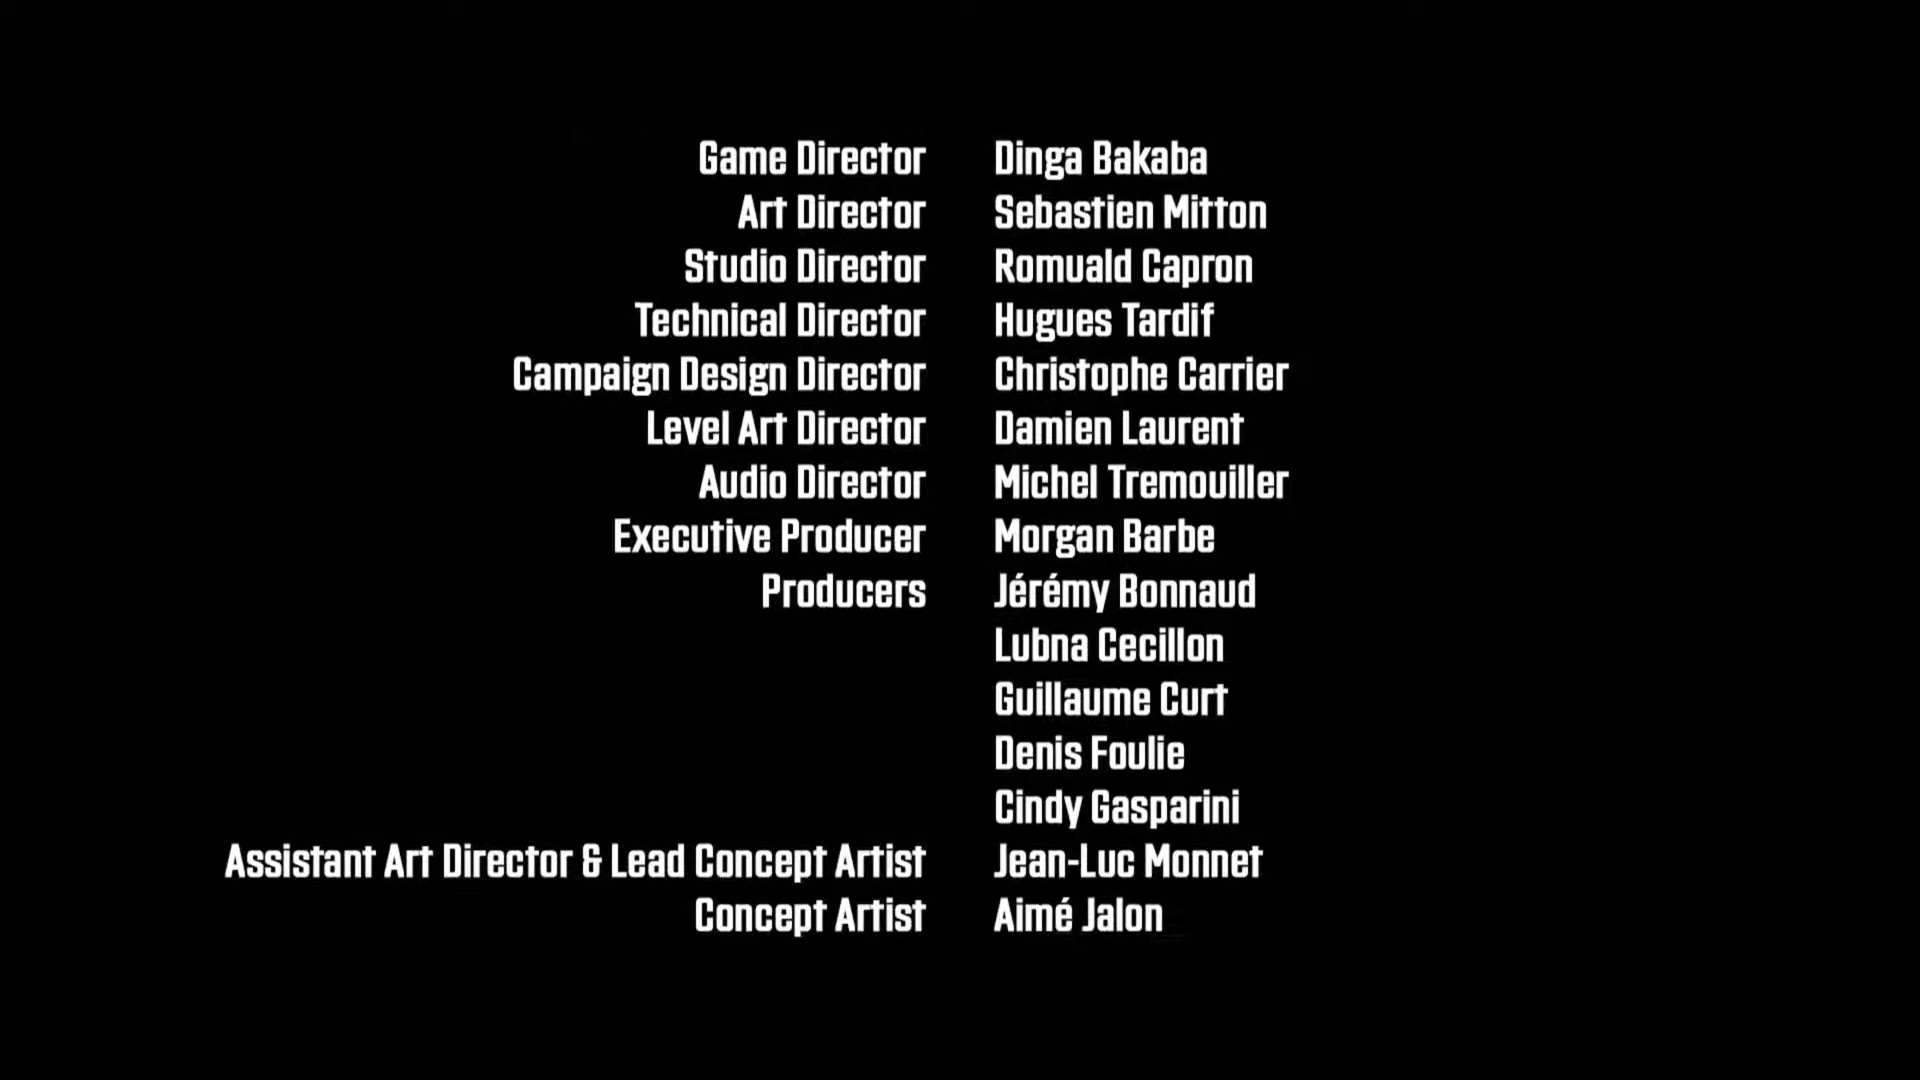 Game Director Dinga Bakaba
Art Director Sebastien Mitton
Studio Director Romuald Capron
Technical Director Hugues Tardif
Campaign Design Director Christophe Carrier
Level Art Director Damien Laurent
Audio Director Michel Tremouiller
Executive Producer Morgan Barbe
Producers Jérémy Bonnaud
Lubna Cecillon
Guillaume Curt
Denis Foulie
Cindy Gasparini
Assistant Art Director & Lead Concept Artist Jean-Luc Monnet
Concept Artist Aimé Jalon